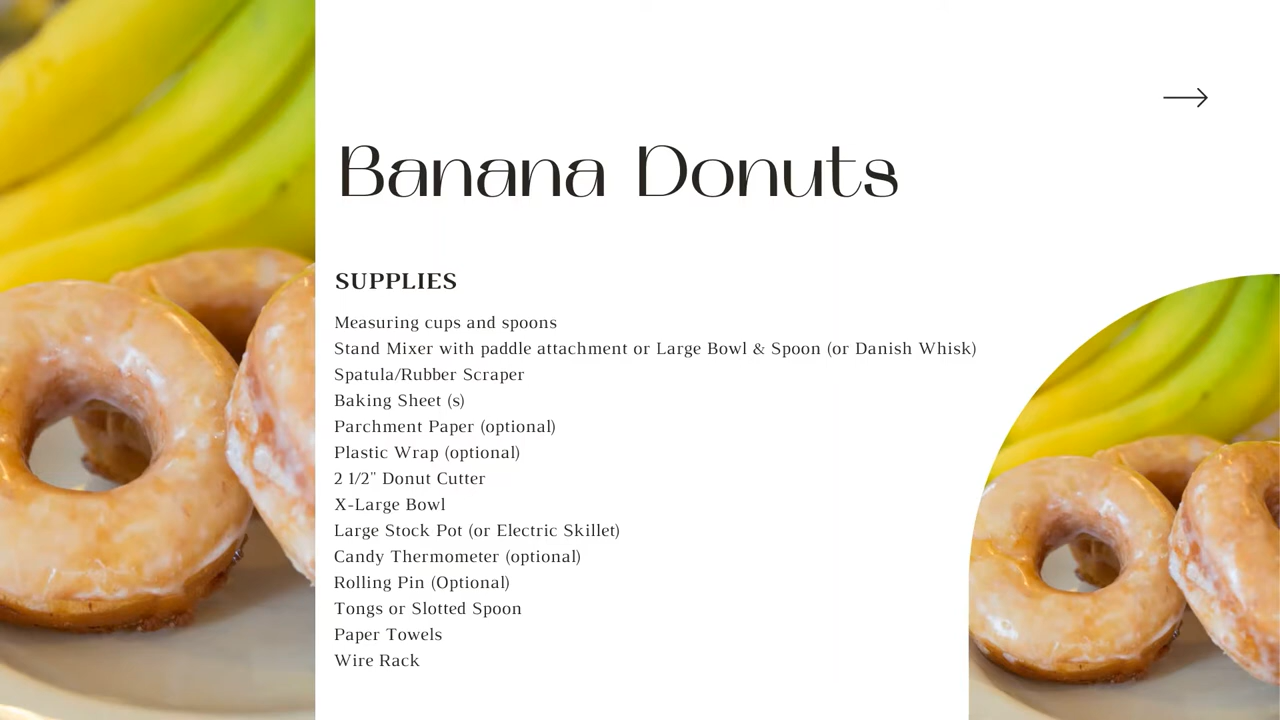 Banana Donuts
SUPPLIES
Measuring cups and spoons
Stand Mixer with paddle attachment or Large Bowl & Spoon (or Danish Whisk)
Spatula/Rubber Scraper
Baking Sheet (s)
Parchment Paper (optional)
Plastic Wrap (optional)
2 1/2" Donut Cutter
X-Large Bowl
Large Stock Pot (or Electric Skillet)
Candy Thermometer (optional)
Rolling Pin (Optional)
Tongs or Slotted Spoon
Paper Towels
Wire Rack